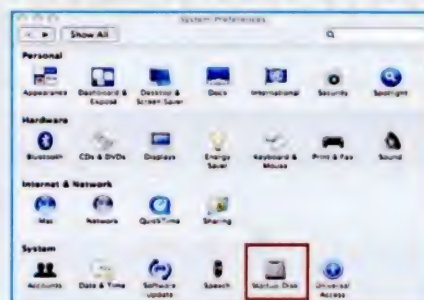 System Preferences
Show All
Personal
Appearance Dashboard & Exposé Desktop & Screen Saver Dock International Security Spotlight
Hardware
Bluetooth CDs & DVDs Displays Energy Saver Keyboard & Mouse Print & Fax Sound
Internet & Network
.Mac Network QuickTime Sharing
System
Accounts Date & Time Software Update Speech Startup Disk Universal Access